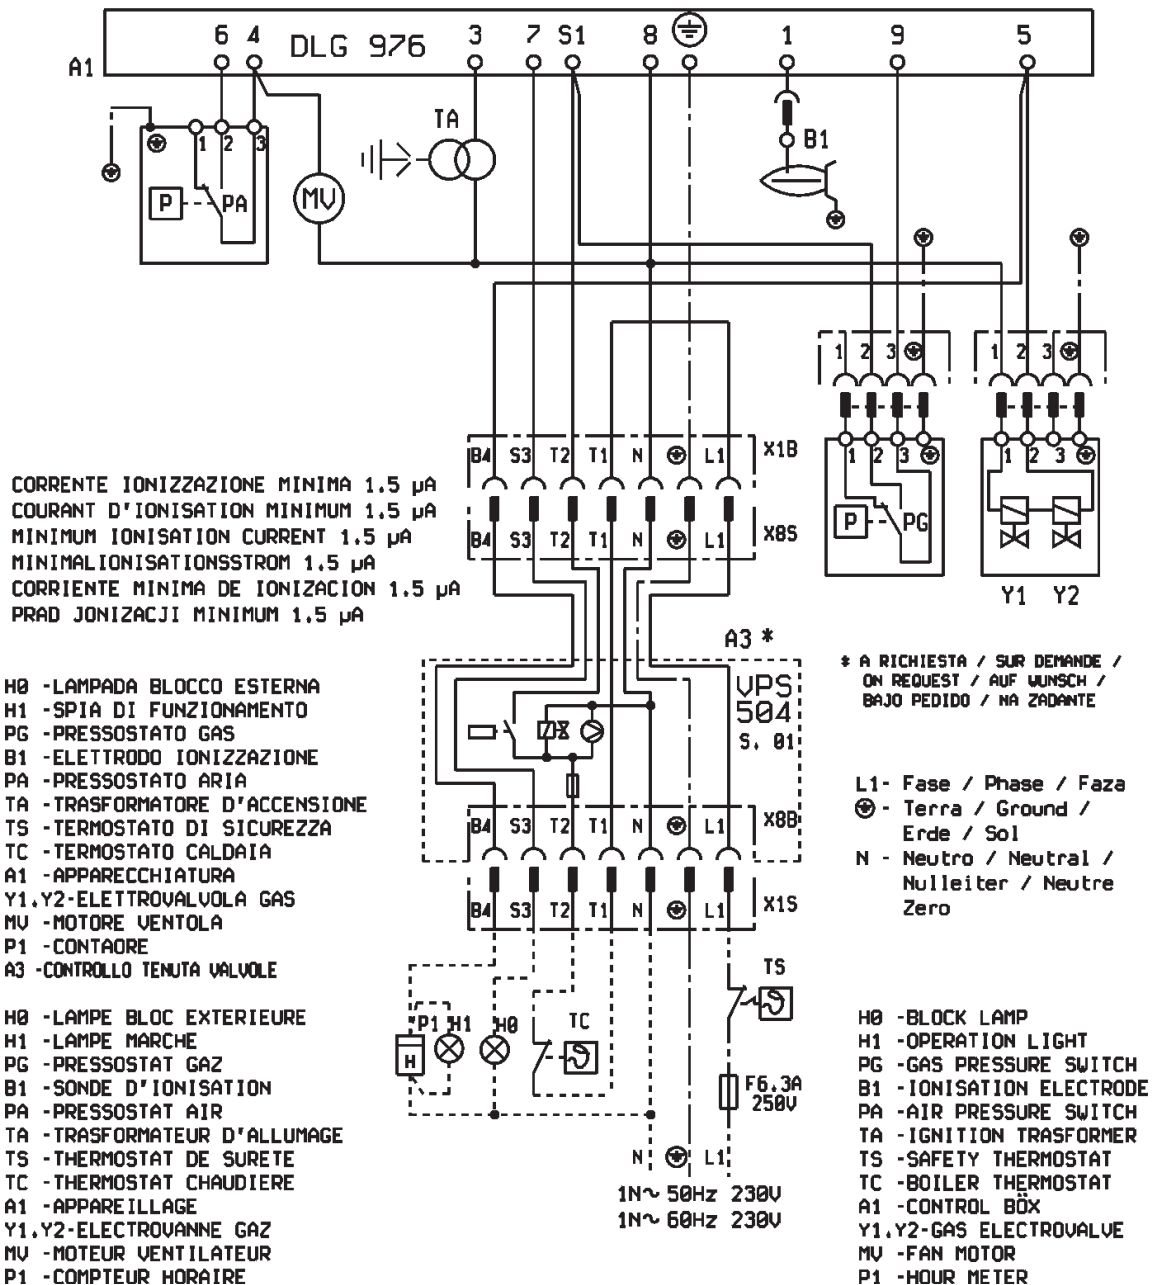 6 4 DLG 976 3 7 S1 8 1 9 5
A1
TA
B1
1 2 3
P PA
MV
1 2 3
1 2 3
B4 S3 T2 T1 N L1 X1B
B4 S3 T2 T1 N L1 X8S
1 2 3
P PG
1 2 3
Y1 Y2
CORRENTE IONIZZAZIONE MINIMA 1.5 µA
COURANT D'IONISATION MINIMUM 1.5 µA
MINIMUM IONISATION CURRENT 1.5 µA
MINIMALIONISATIONSSTROM 1.5 µA
CORRIENTE MINIMA DE IONIZACION 1.5 µA
PRAD JONIZACJI MINIMUM 1.5 µA
A3 *
VPS
504
S. 01
* A RICHIESTA / SUR DEMANDE /
ON REQUEST / AUF WUNSCH /
BAJO PEDIDO / NA ZADANTE
H0 -LAMPADA BLOCCO ESTERNA
H1 -SPIA DI FUNZIONAMENTO
PG -PRESSOSTATO GAS
B1 -ELETTRODO IONIZZAZIONE
PA -PRESSOSTATO ARIA
TA -TRASFORMATORE D'ACCENSIONE
TS -TERMOSTATO DI SICUREZZA
TC -TERMOSTATO CALDAIA
A1 -APPARECCHIATURA
Y1.Y2-ELETTROVALVOLA GAS
MV -MOTORE VENTOLA
P1 -CONTAORE
A3 -CONTROLLO TENUTA VALVOLE
L1- Fase / Phase / Faza
- Terra / Ground /
Erde / Sol
N - Neutro / Neutral /
Nulleiter / Neutre
Zero
B4 S3 T2 T1 N L1 X8B
B4 S3 T2 T1 N L1 X1S
TS
P1 H1 H0 TC
H
F6.3A
250V
N L1
1N~ 50Hz 230V
1N~ 60Hz 230V
H0 -LAMPE BLOC EXTERIEURE
H1 -LAMPE MARCHE
PG -PRESSOSTAT GAZ
B1 -SONDE D'IONISATION
PA -PRESSOSTAT AIR
TA -TRASFORMATEUR D'ALLUMAGE
TS -THERMOSTAT DE SURETE
TC -THERMOSTAT CHAUDIERE
A1 -APPAREILLAGE
Y1.Y2-ELECTROVANNE GAZ
MV -MOTEUR VENTILATEUR
P1 -COMPTEUR HORAIRE
H0 -BLOCK LAMP
H1 -OPERATION LIGHT
PG -GAS PRESSURE SWITCH
B1 -IONISATION ELECTRODE
PA -AIR PRESSURE SWITCH
TA -IGNITION TRASFORMER
TS -SAFETY THERMOSTAT
TC -BOILER THERMOSTAT
A1 -CONTROL BÖX
Y1.Y2-GAS ELECTROVALVE
MV -FAN MOTOR
P1 -HOUR METER